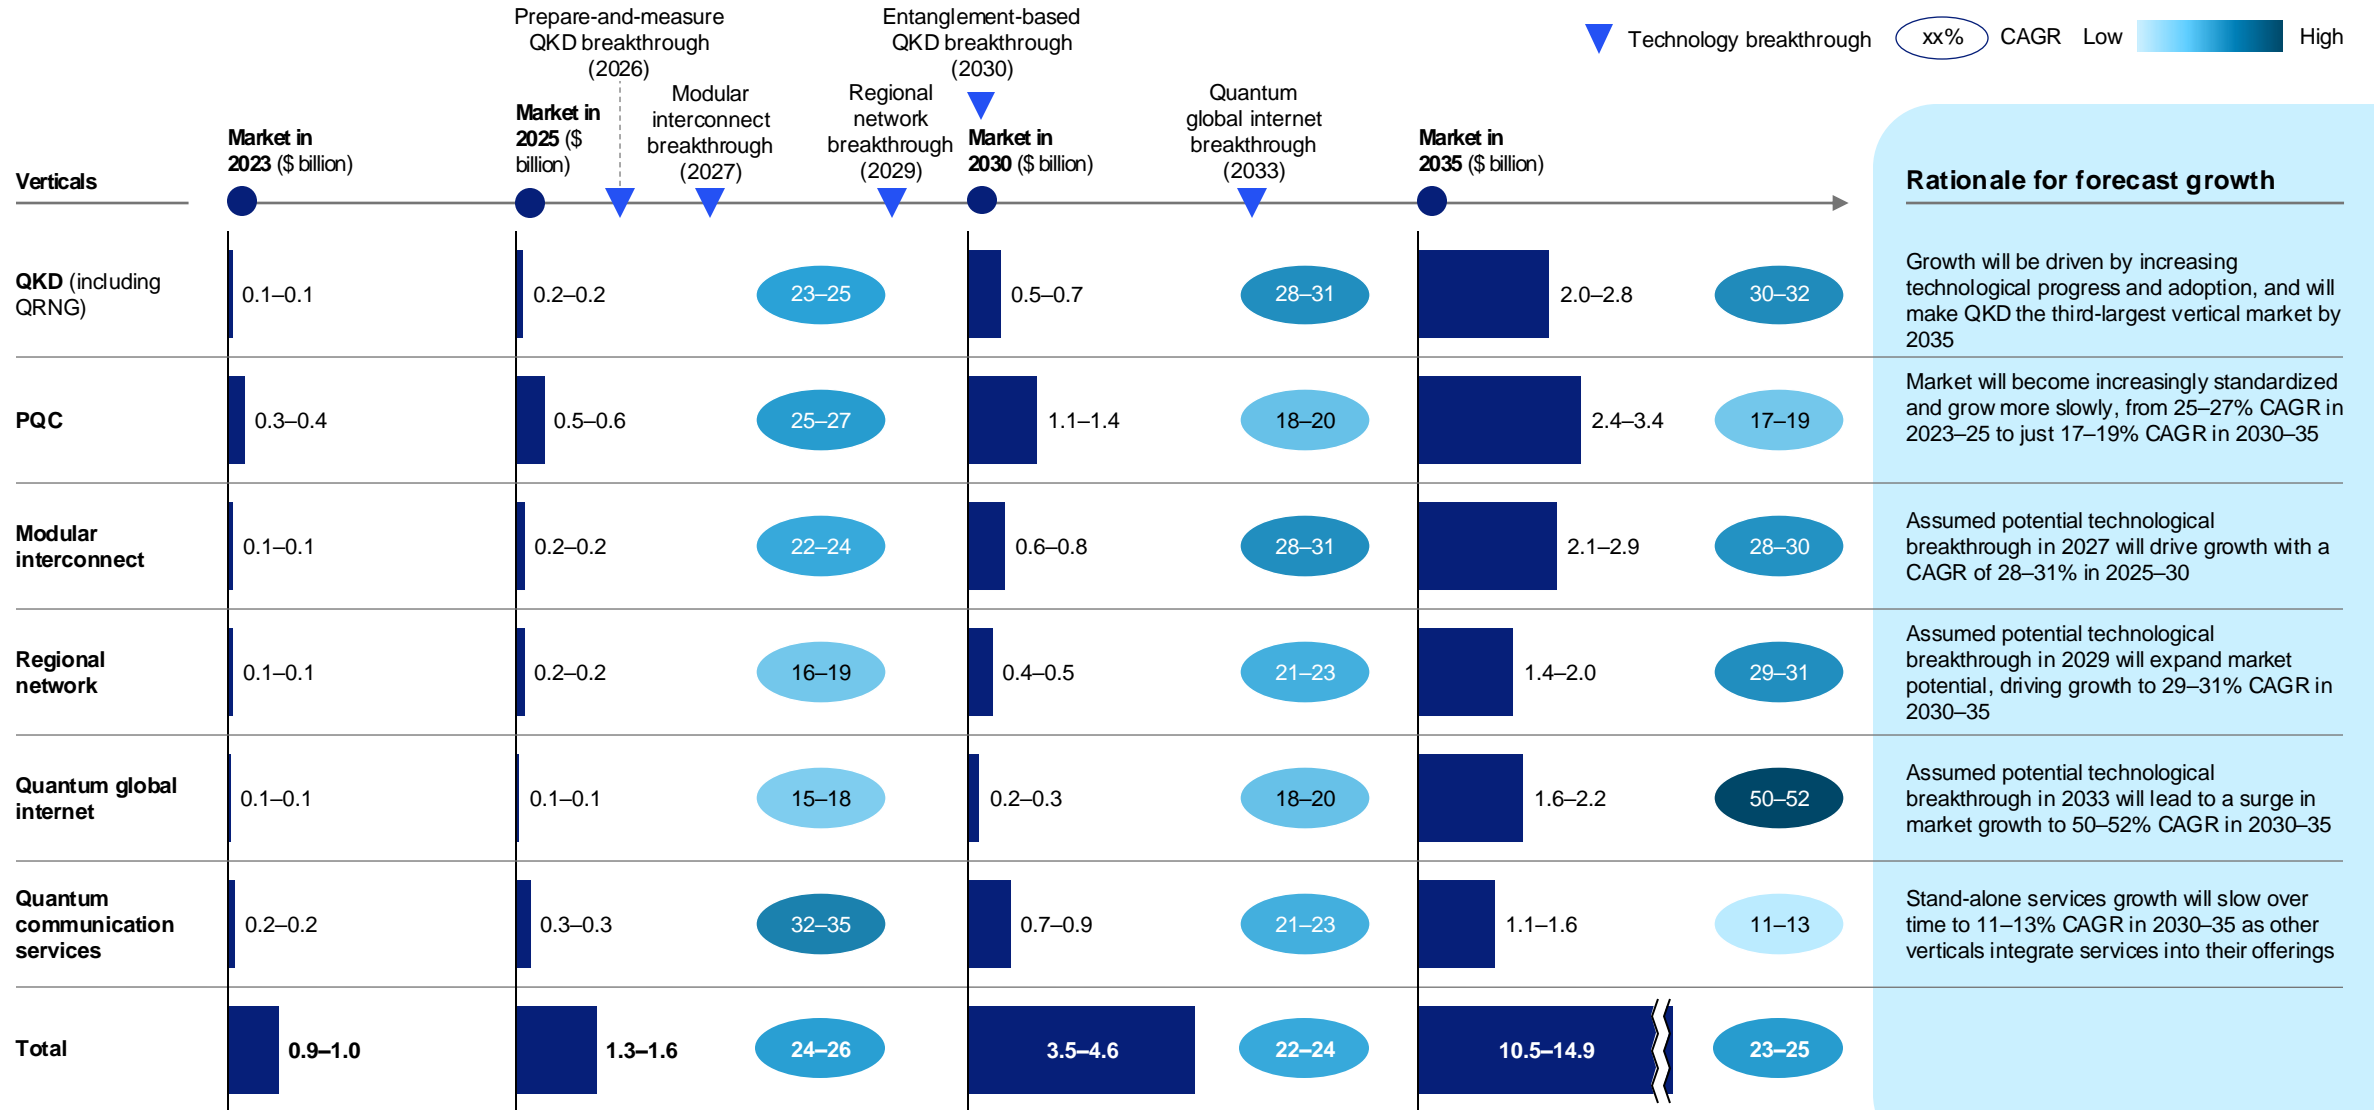 Prepare-and-measure
QKD breakthrough
(2026)
Entanglement-based
QKD breakthrough
(2030)
Technology breakthrough
xx%
CAGR
Low
High
Modular
interconnect
breakthrough
(2027)
Regional
network
breakthrough
(2029)
Quantum
global internet
breakthrough
(2033)
Verticals
Market in
2023 ($ billion)
Market in
2025 ($
billion)
Market in
2030 ($ billion)
Market in
2035 ($ billion)
Rationale for forecast growth
QKD (including
QRNG)
0.1–0.1
0.2–0.2
23–25
0.5–0.7
28–31
2.0–2.8
30–32
Growth will be driven by increasing
technological progress and adoption, and will
make QKD the third-largest vertical market by
2035
PQC
0.3–0.4
0.5–0.6
25–27
1.1–1.4
18–20
2.4–3.4
17–19
Market will become increasingly standardized
and grow more slowly, from 25–27% CAGR in
2023–25 to just 17–19% CAGR in 2030–35
Modular
interconnect
0.1–0.1
0.2–0.2
22–24
0.6–0.8
28–31
2.1–2.9
28–30
Assumed potential technological
breakthrough in 2027 will drive growth with a
CAGR of 28–31% in 2025–30
Regional
network
0.1–0.1
0.2–0.2
16–19
0.4–0.5
21–23
1.4–2.0
29–31
Assumed potential technological
breakthrough in 2029 will expand market
potential, driving growth to 29–31% CAGR in
2030–35
Quantum global
internet
0.1–0.1
0.1–0.1
15–18
0.2–0.3
18–20
1.6–2.2
50–52
Assumed potential technological
breakthrough in 2033 will lead to a surge in
market growth to 50–52% CAGR in 2030–35
Quantum
communication
services
0.2–0.2
0.3–0.3
32–35
0.7–0.9
21–23
1.1–1.6
11–13
Stand-alone services growth will slow over
time to 11–13% CAGR in 2030–35 as other
verticals integrate services into their offerings
Total
0.9–1.0
1.3–1.6
24–26
3.5–4.6
22–24
10.5–14.9
23–25